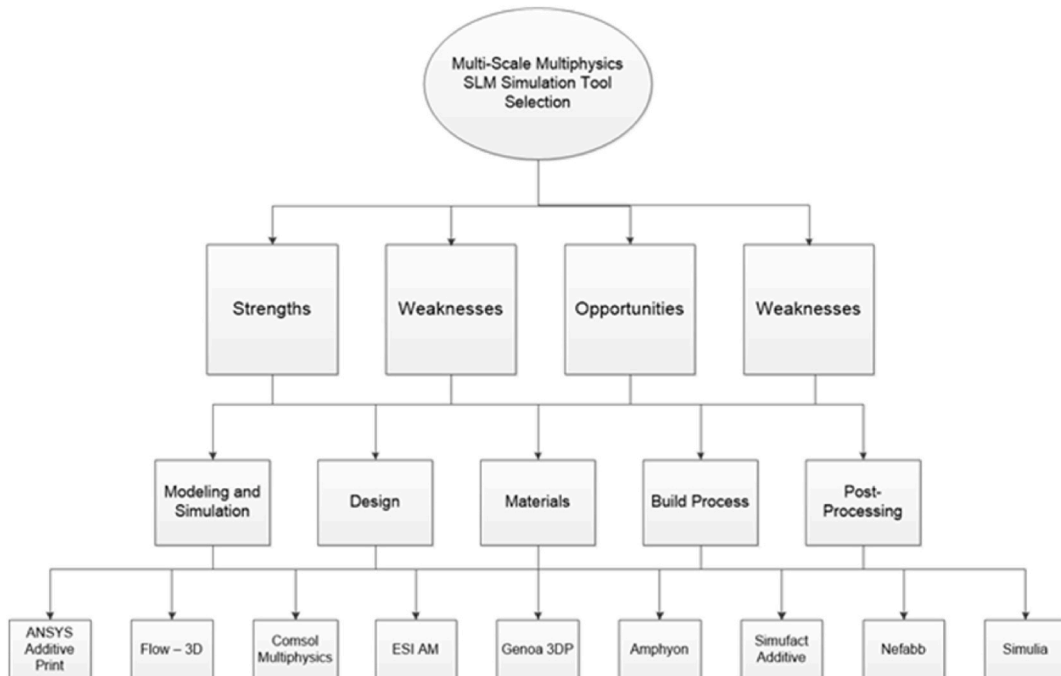 Multi-Scale Multiphysics
SLM Simulation Tool
Selection
Strengths
Weaknesses
Opportunities
Weaknesses
Modeling and
Simulation
Design
Materials
Build Process
Post-
Processing
ANSYS
Additive
Print
Flow – 3D
Comsol
Multiphysics
ESI AM
Genoa 3DP
Amphyon
Simufact
Additive
Nefabb
Simulia